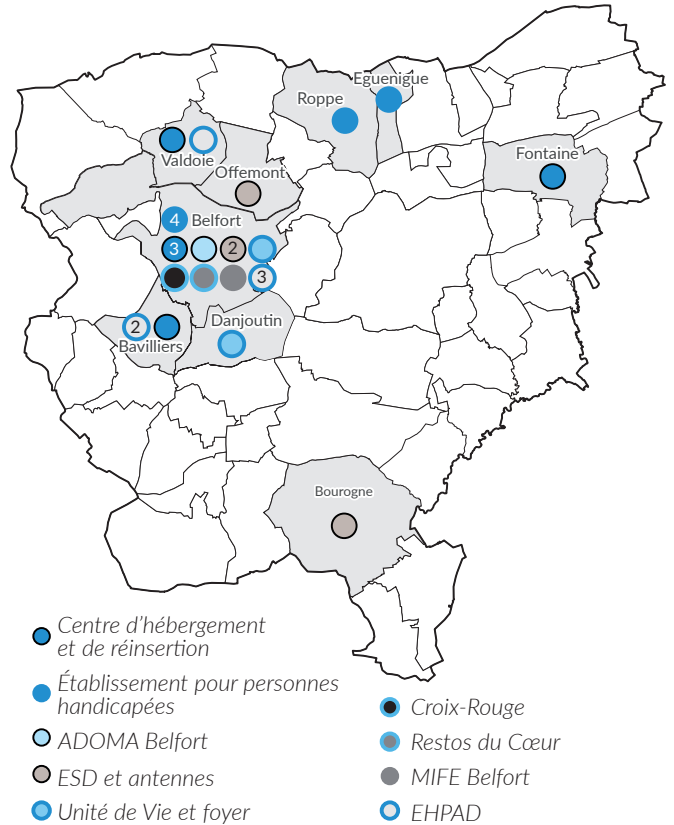 Eguenigue
Roppe
Fontaine
Valdoie
Offemont
4 Belfort
3 2
3
Danjoutin
2
Bavilliers
Bourogne
Centre d'hébergement
et de réinsertion
Établissement pour personnes
handicapées
ADOMA Belfort
ESD et antennes
Unité de Vie et foyer
Croix-Rouge
Restos du Cœur
MIFE Belfort
EHPAD